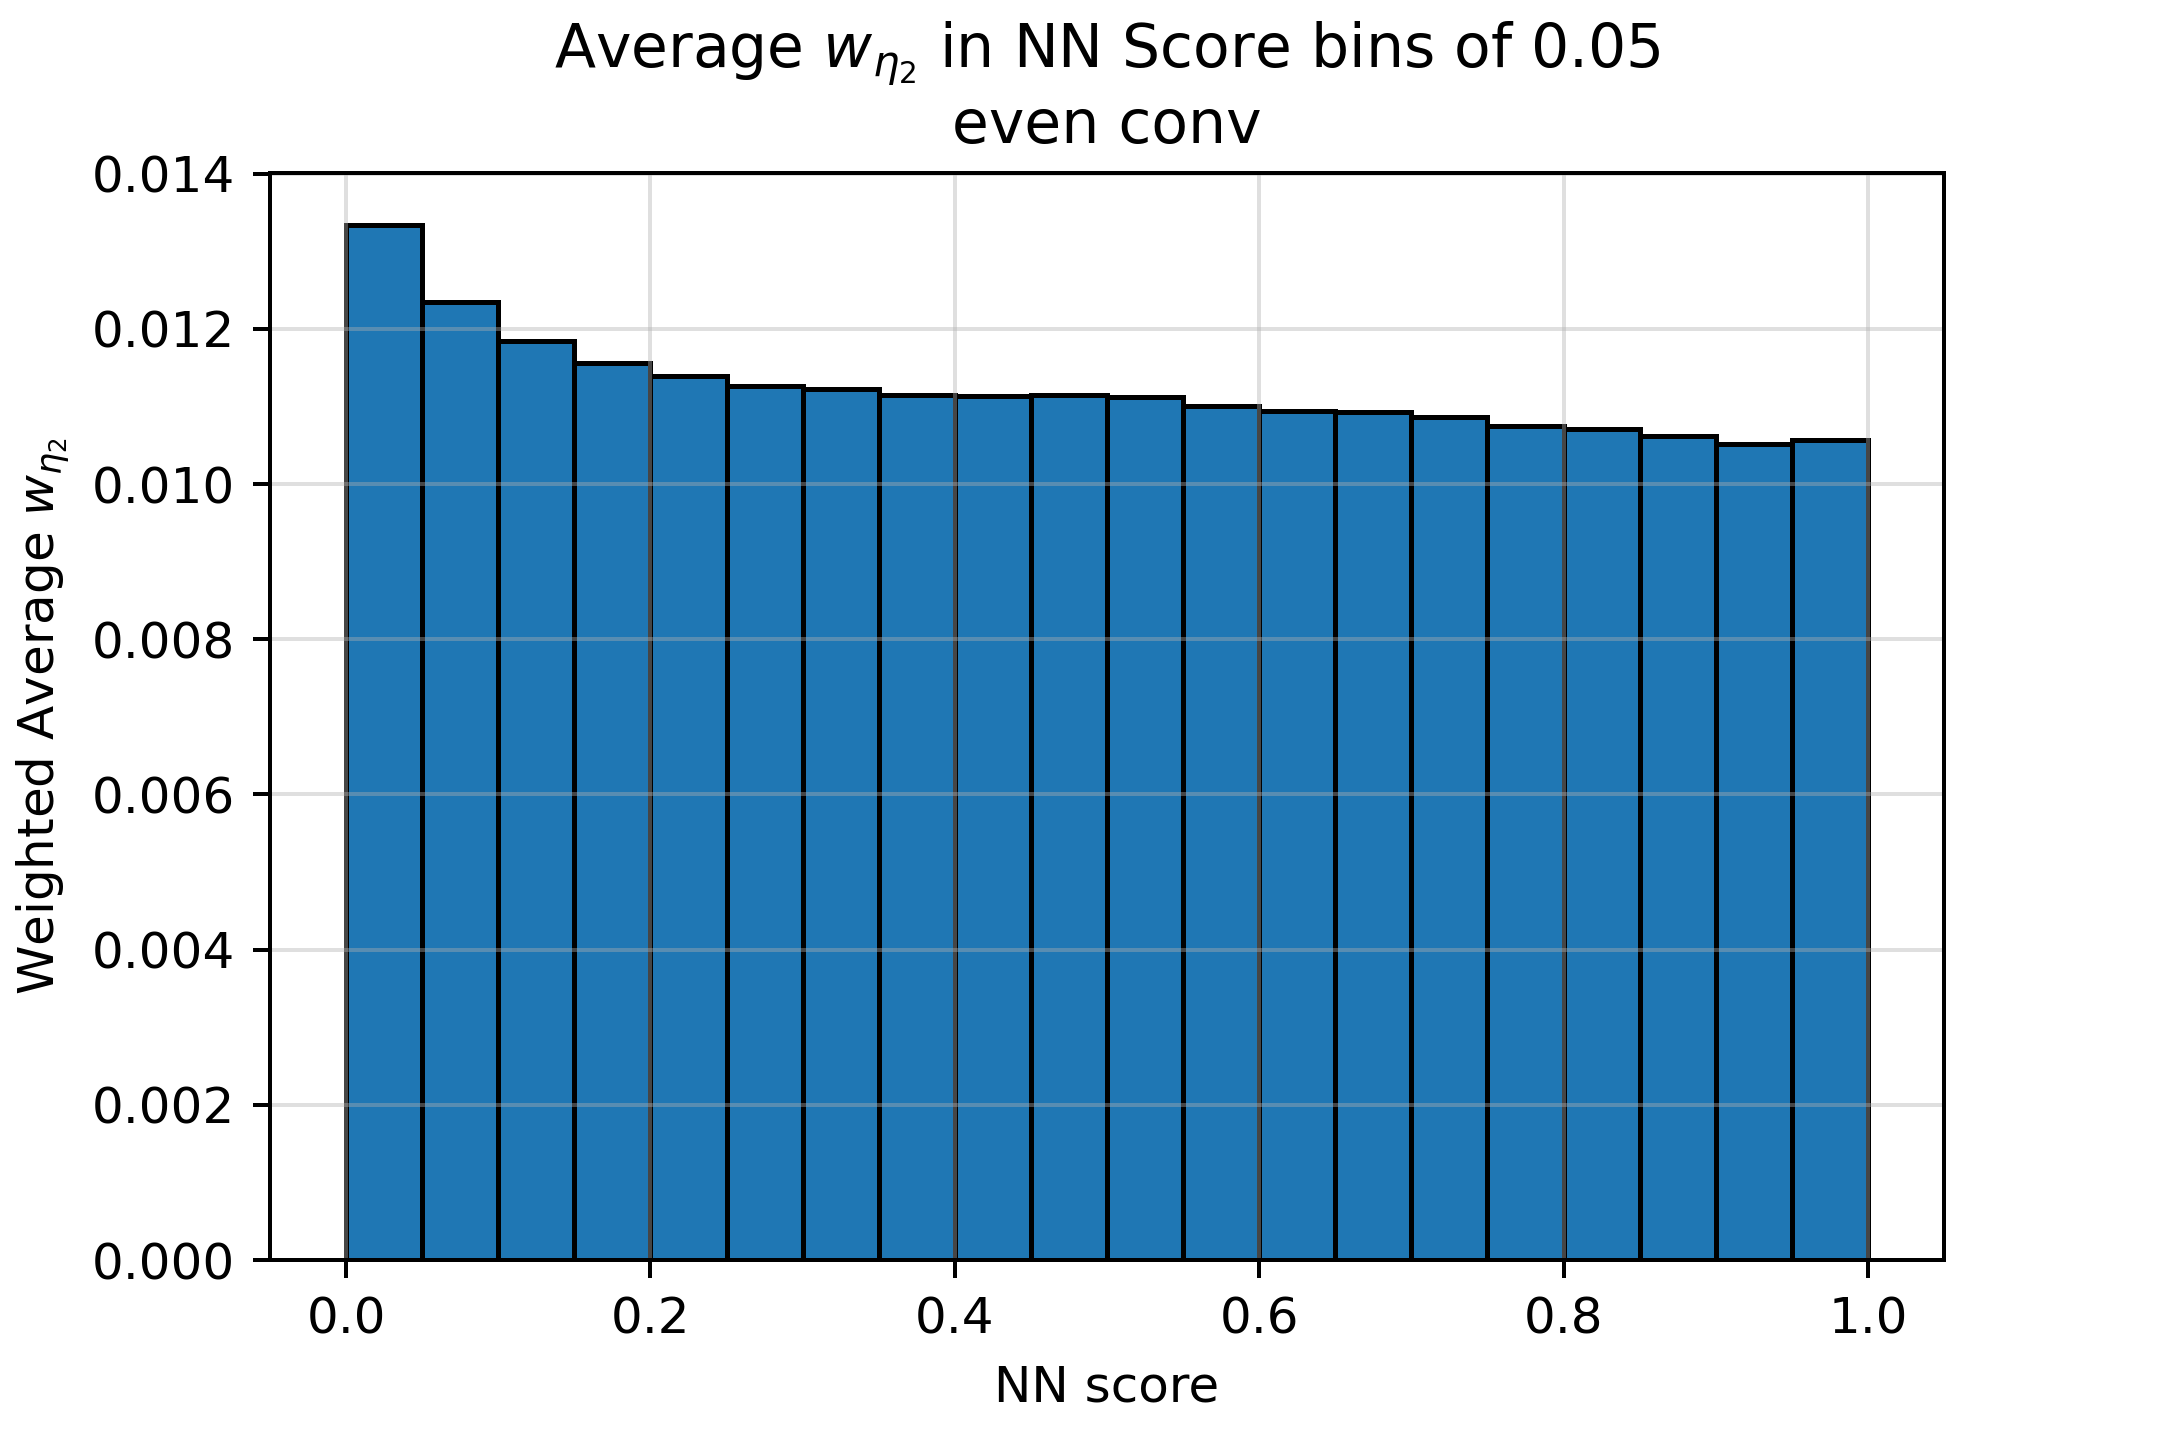 Average w_{η_2} in NN Score bins of 0.05
even conv
Weighted Average w_{η_2}
0.014
0.012
0.010
0.008
0.006
0.004
0.002
0.000
0.0 0.2 0.4 0.6 0.8 1.0
NN score